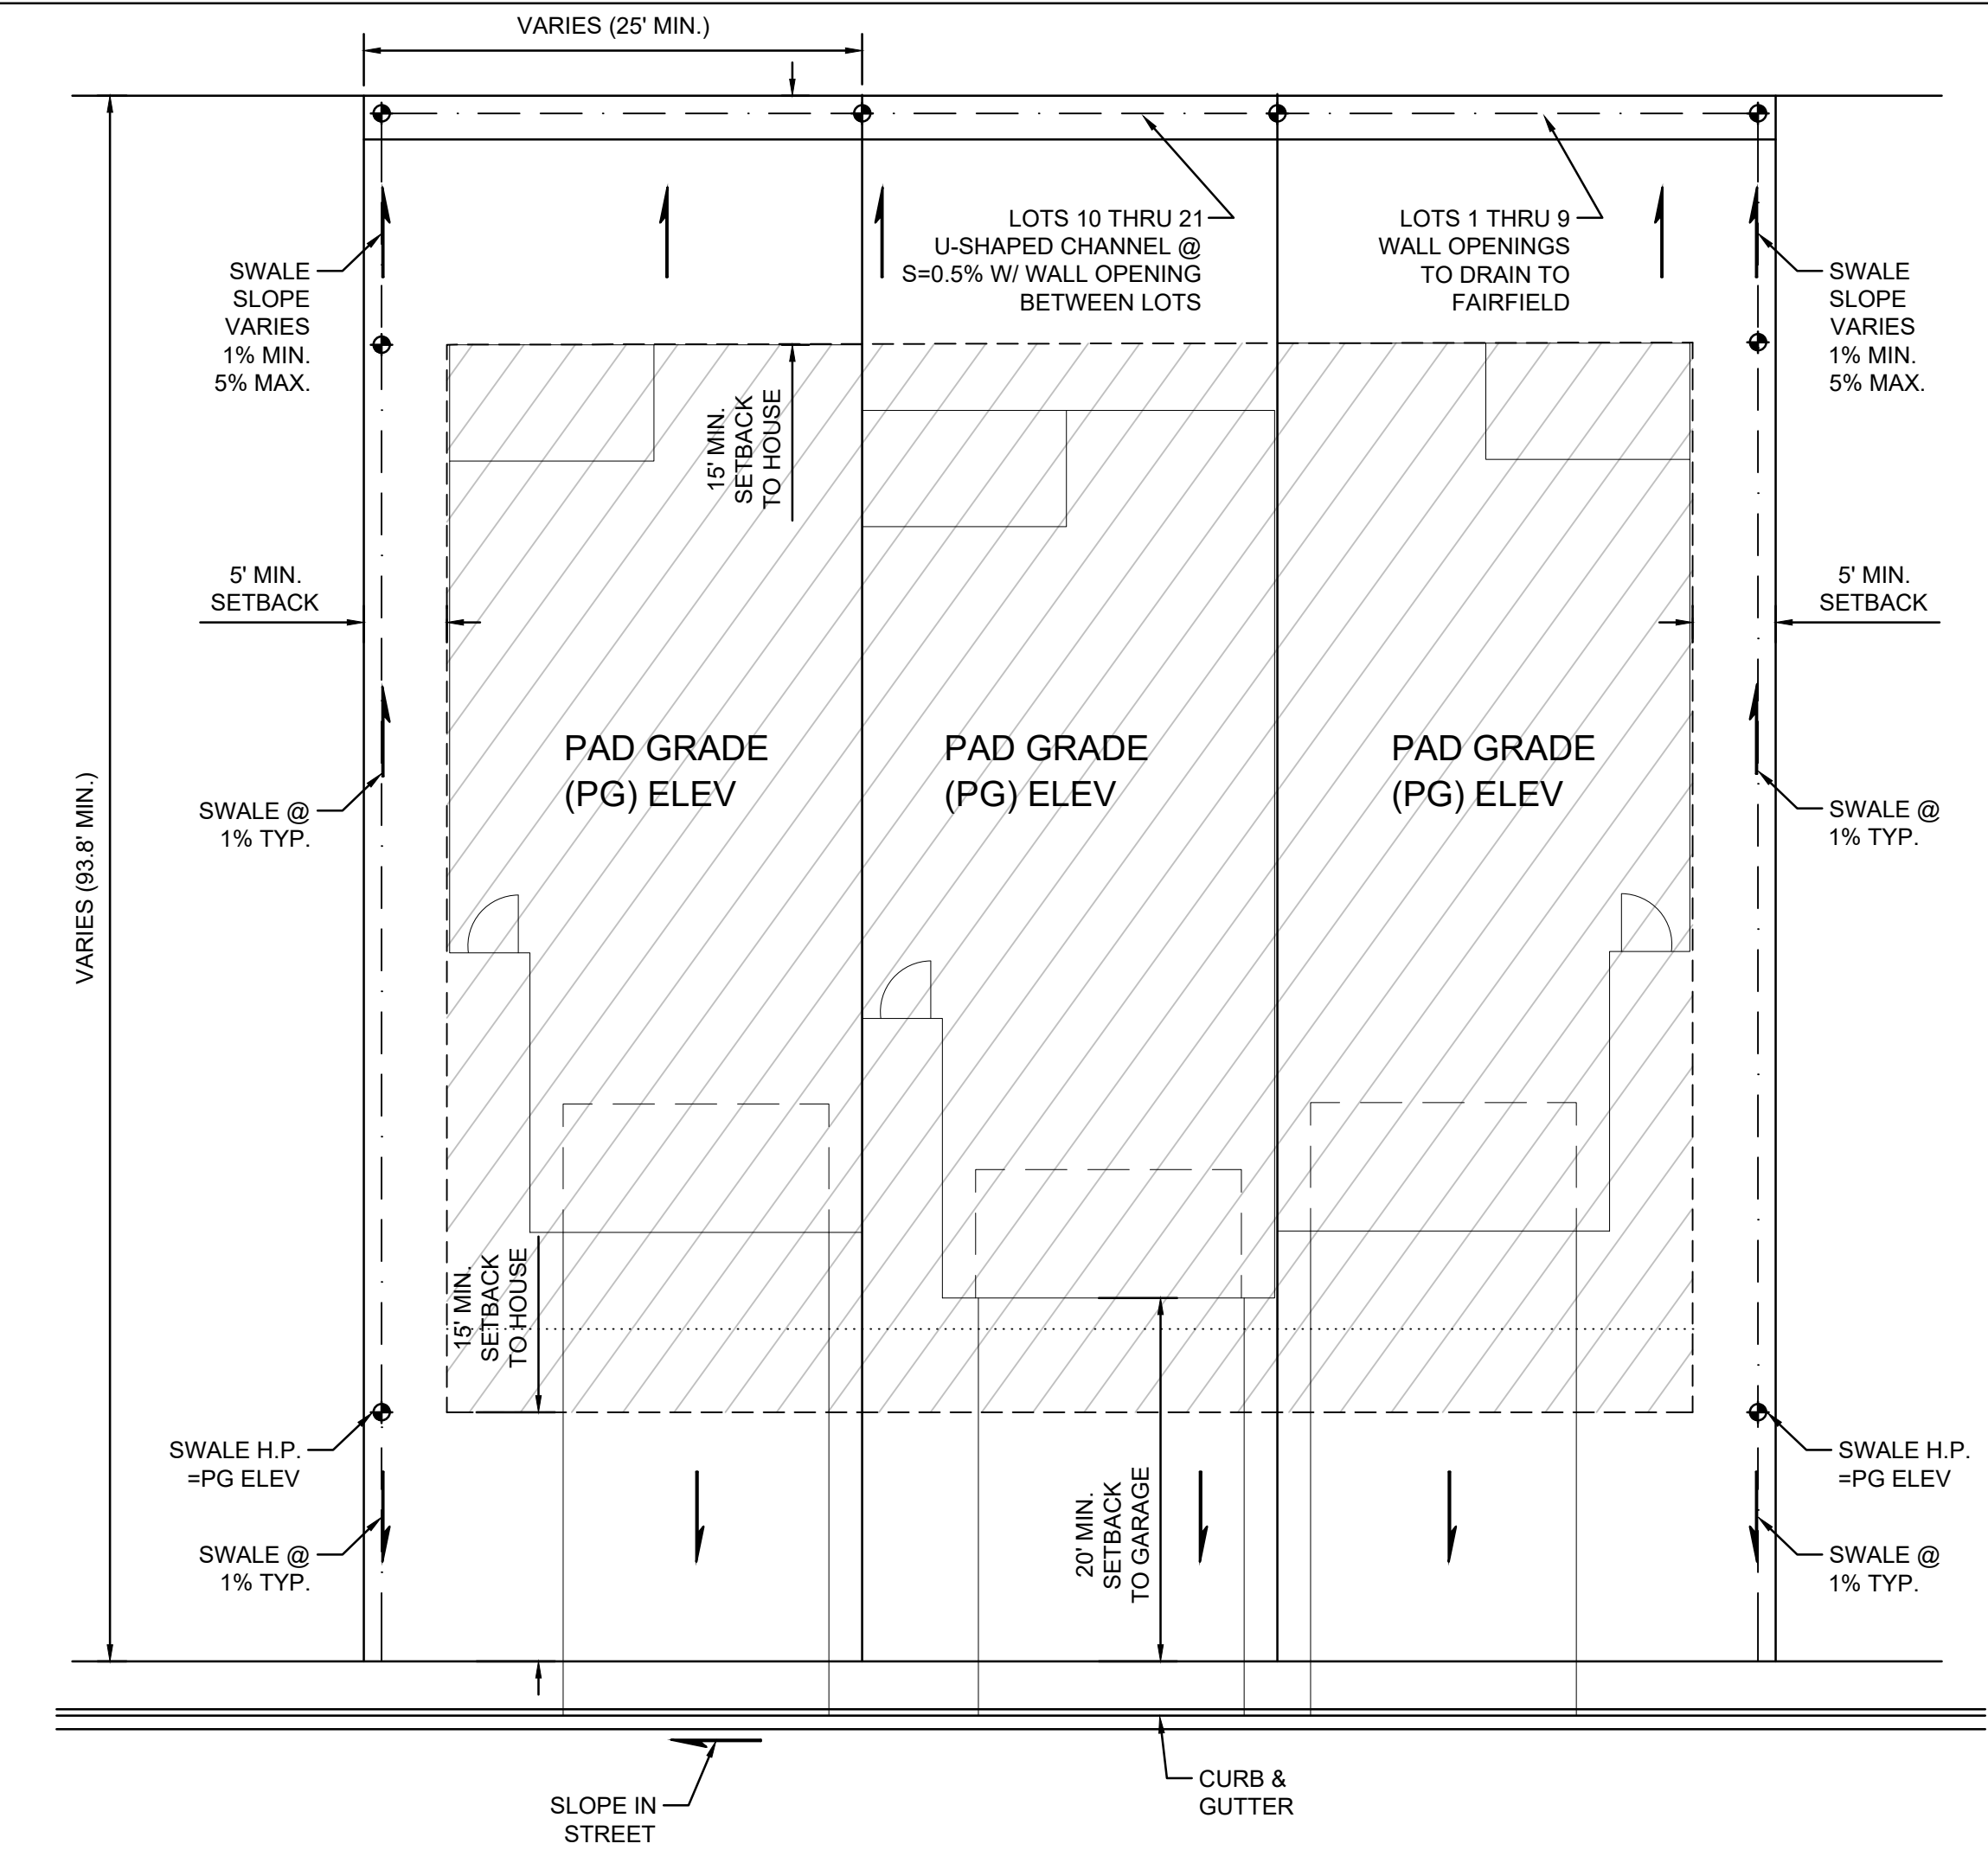 VARIES (25' MIN.)
LOTS 10 THRU 21
U-SHAPED CHANNEL @
S=0.5% W/ WALL OPENING
BETWEEN LOTS
LOTS 1 THRU 9
WALL OPENINGS
TO DRAIN TO
FAIRFIELD
SWALE
SLOPE
VARIES
1% MIN.
5% MAX.
SWALE
SLOPE
VARIES
1% MIN.
5% MAX.
15' MIN.
SETBACK
TO HOUSE
5' MIN.
SETBACK
5' MIN.
SETBACK
VARIES (93.8' MIN.)
PAD GRADE
(PG) ELEV
PAD GRADE
(PG) ELEV
PAD GRADE
(PG) ELEV
SWALE @
1% TYP.
SWALE @
1% TYP.
15' MIN.
SETBACK
TO HOUSE
SWALE H.P.
=PG ELEV
SWALE H.P.
=PG ELEV
20' MIN.
SETBACK
TO GARAGE
SWALE @
1% TYP.
SWALE @
1% TYP.
SLOPE IN
STREET
CURB &
GUTTER